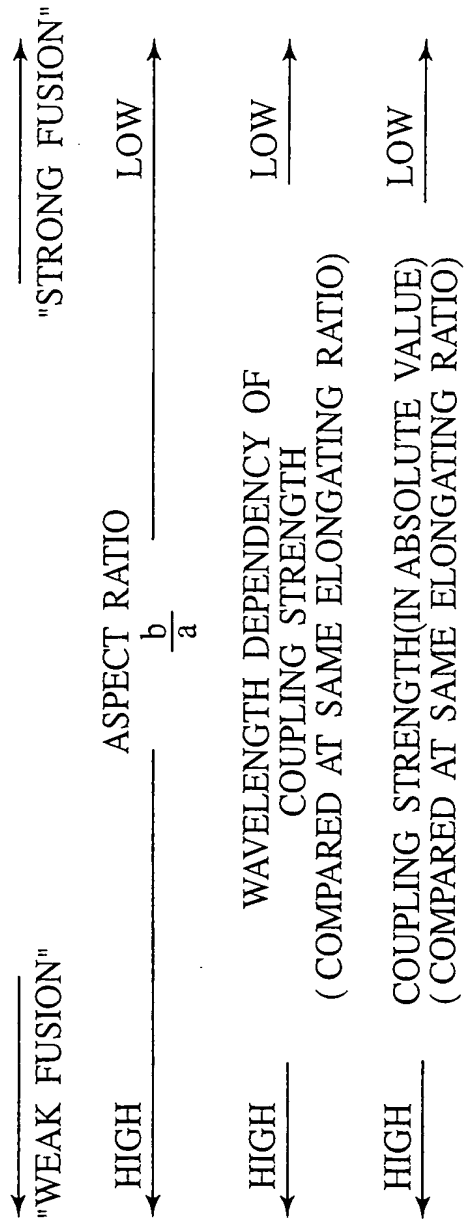 "WEAK FUSION" "STRONG FUSION"
HIGH ASPECT RATIO LOW
b
a
WAVELENGTH DEPENDENCY OF
HIGH COUPLING STRENGTH LOW
( COMPARED AT SAME ELONGATING RATIO)
HIGH COUPLING STRENGTH(IN ABSOLUTE VALUE) LOW
( COMPARED AT SAME ELONGATING RATIO)